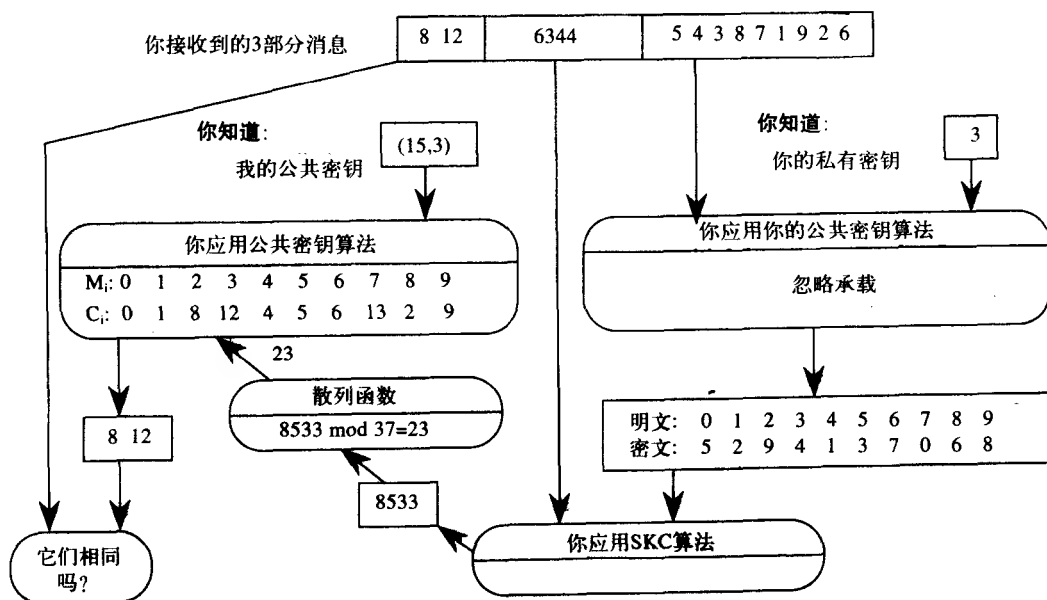 你接收到的3部分消息
8 12
6344
5 4 3 8 7 1 9 2 6
你知道:
我的公共密钥
(15,3)
你知道:
你的私有密钥
3
你应用公共密钥算法
Mᵢ: 0 1 2 3 4 5 6 7 8 9
Cᵢ: 0 1 8 12 4 5 6 13 2 9
你应用你的公共密钥算法
忽略承载
23
散列函数
8533 mod 37=23
8 12
明文: 0 1 2 3 4 5 6 7 8 9
密文: 5 2 9 4 1 3 7 0 6 8
8533
你应用SKC算法
它们相同
吗?